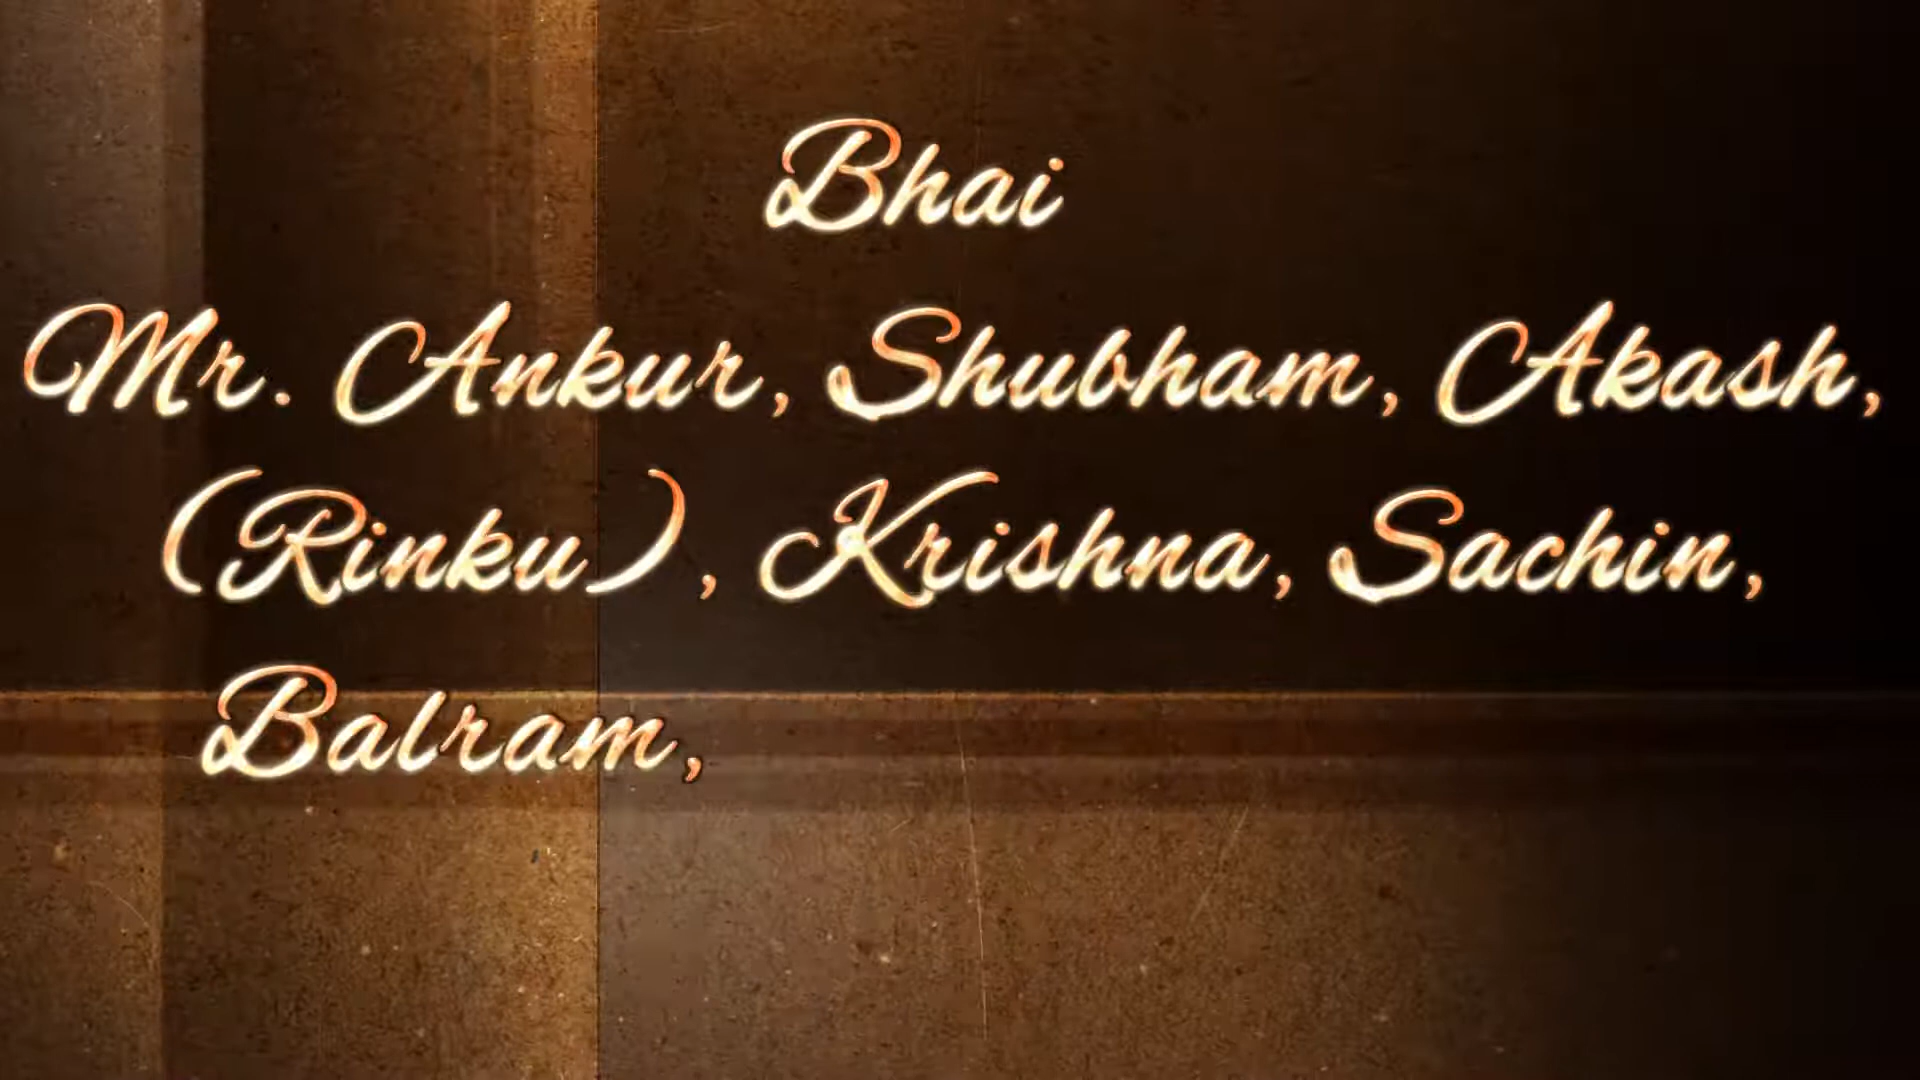 Bhai
Mr. Ankur, Shubham, Akash,
(Rinku), Krishna, Sachin,
Balram,